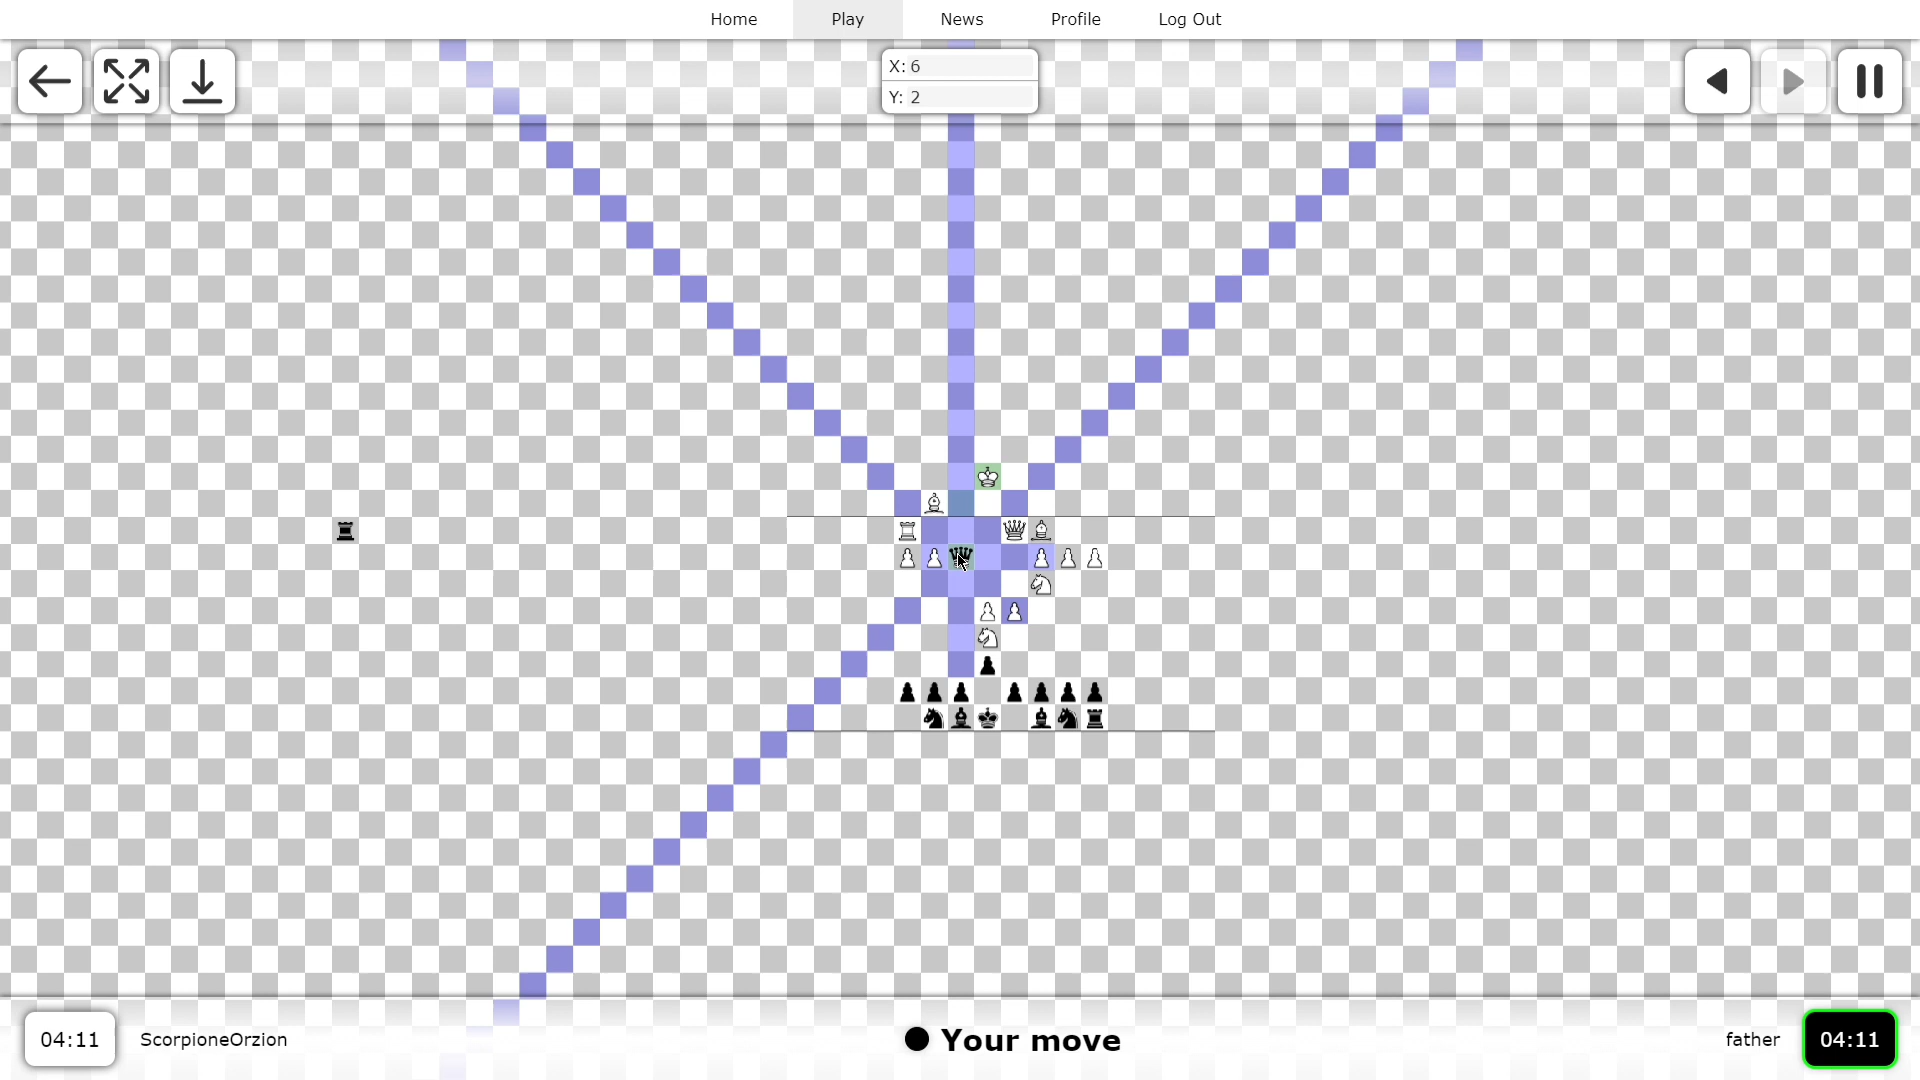 Home Play News Profile Log Out
X: 6
Y: 2
04:11 ScorpioneOrzion Your move father 04:11